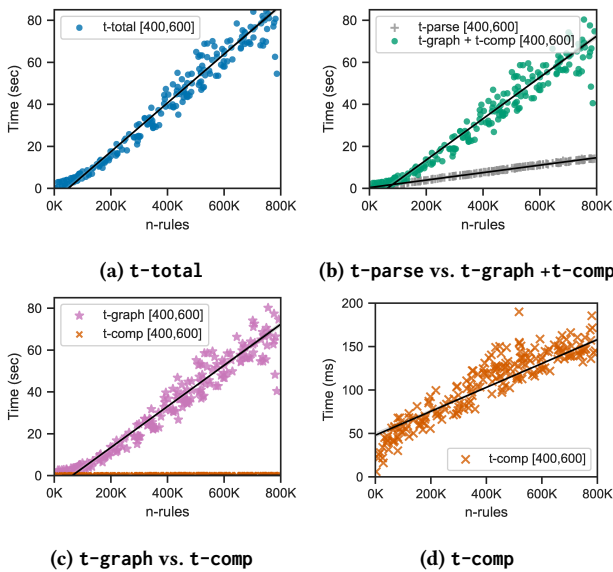 t-total [400,600]
80
60
40
20
0
Time (sec)
0K 200K 400K 600K 800K
n-rules
(a) t-total
t-parse [400,600]
t-graph + t-comp [400,600]
80
60
40
20
0
Time (sec)
0K 200K 400K 600K 800K
n-rules
(b) t-parse vs. t-graph +t-comp
t-graph [400,600]
t-comp [400,600]
80
60
40
20
0
Time (sec)
0K 200K 400K 600K 800K
n-rules
(c) t-graph vs. t-comp
200
150
100
50
0
Time (ms)
t-comp [400,600]
0K 200K 400K 600K 800K
n-rules
(d) t-comp